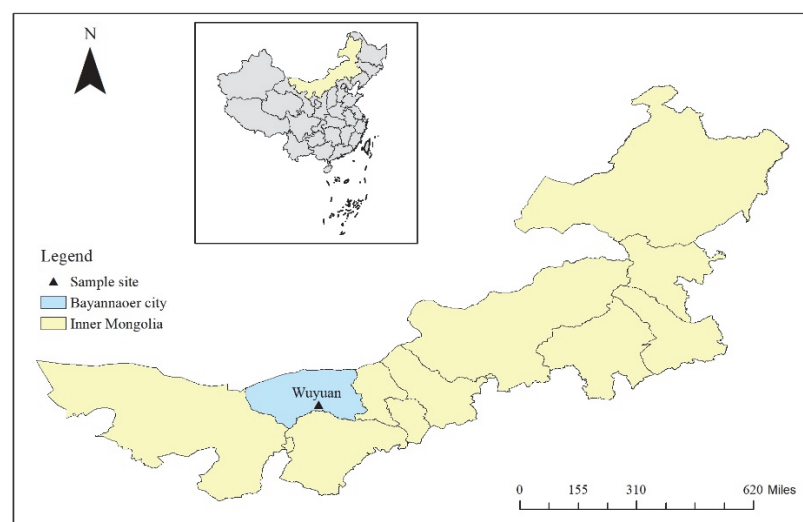 N
Legend
Sample site
Bayannaoer city
Inner Mongolia
Wuyuan
0 155 310 620 Miles